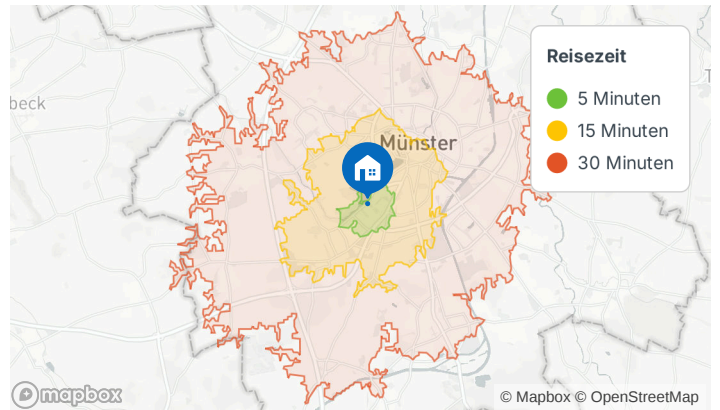 Reisezeit
5 Minuten
15 Minuten
30 Minuten
beck
Münster
T
mapbox
© Mapbox © OpenStreetMap